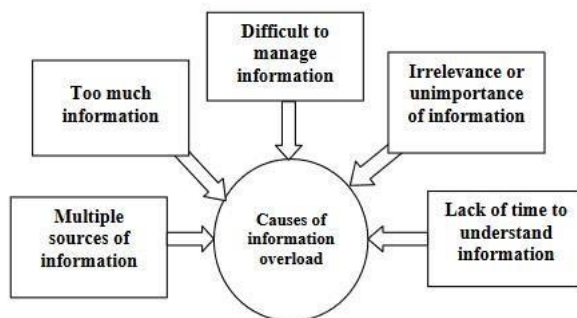 Difficult to
manage
information
Too much
information
Irrelevance or
unimportance
of information
Multiple
sources of
information
Causes of
information
overload
Lack of time to
understand
information